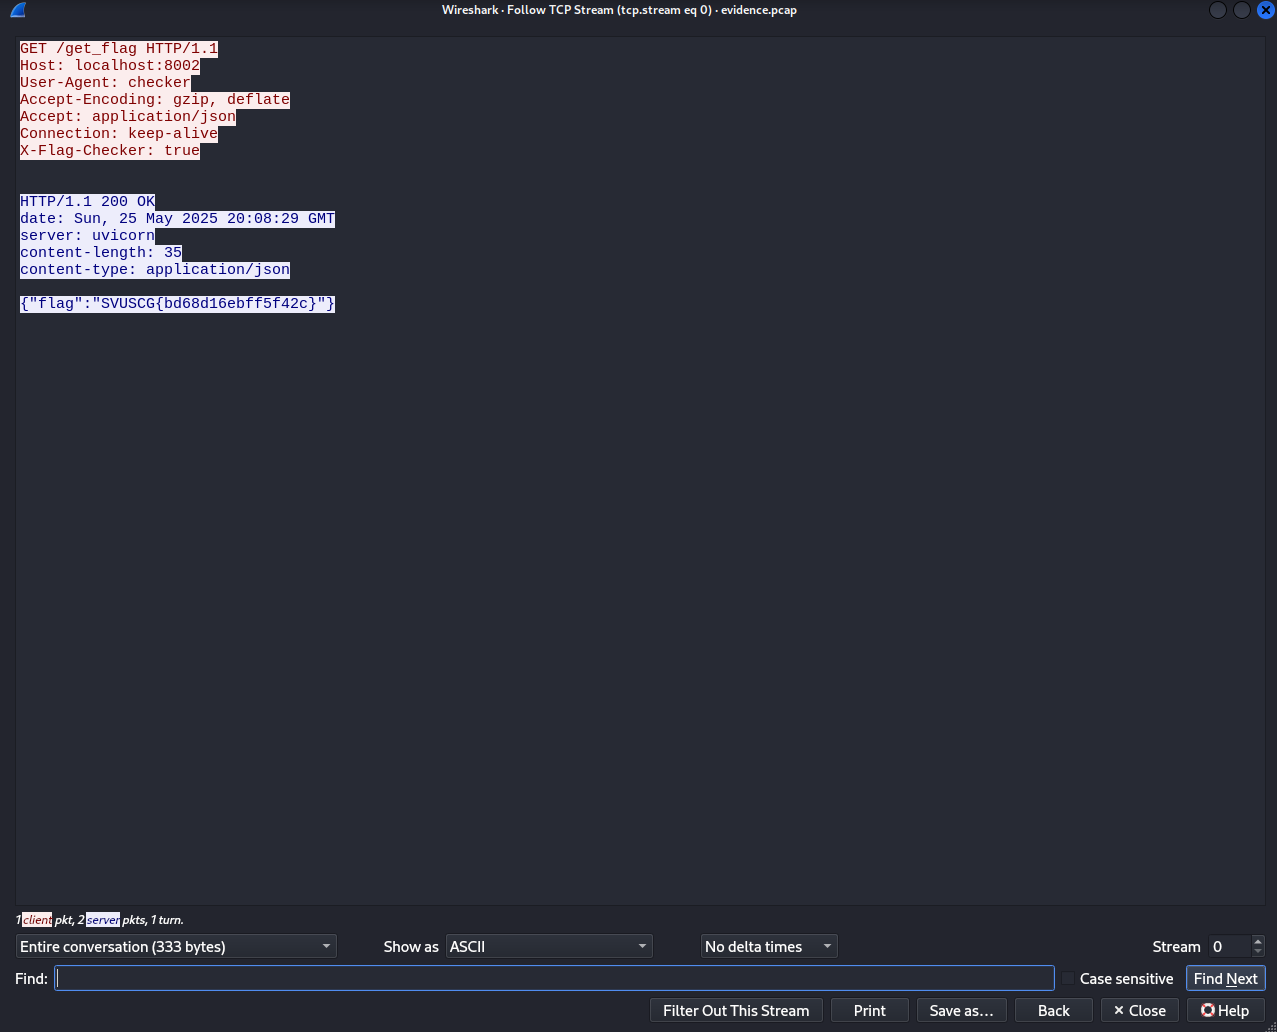 Wireshark · Follow TCP Stream (tcp.stream eq 0) · evidence.pcap
GET /get_flag HTTP/1.1
Host: localhost:8002
User-Agent: checker
Accept-Encoding: gzip, deflate
Accept: application/json
Connection: keep-alive
X-Flag-Checker: true
HTTP/1.1 200 OK
date: Sun, 25 May 2025 20:08:29 GMT
server: uvicorn
content-length: 35
content-type: application/json
{"flag":"SVUSCG{bd68d16ebff5f42c}"}
1 client pkt, 2 server pkts, 1 turn.
Entire conversation (333 bytes) Show as ASCII No delta times Stream 0
Find: Case sensitive Find Next
Filter Out This Stream Print Save as… Back Close Help